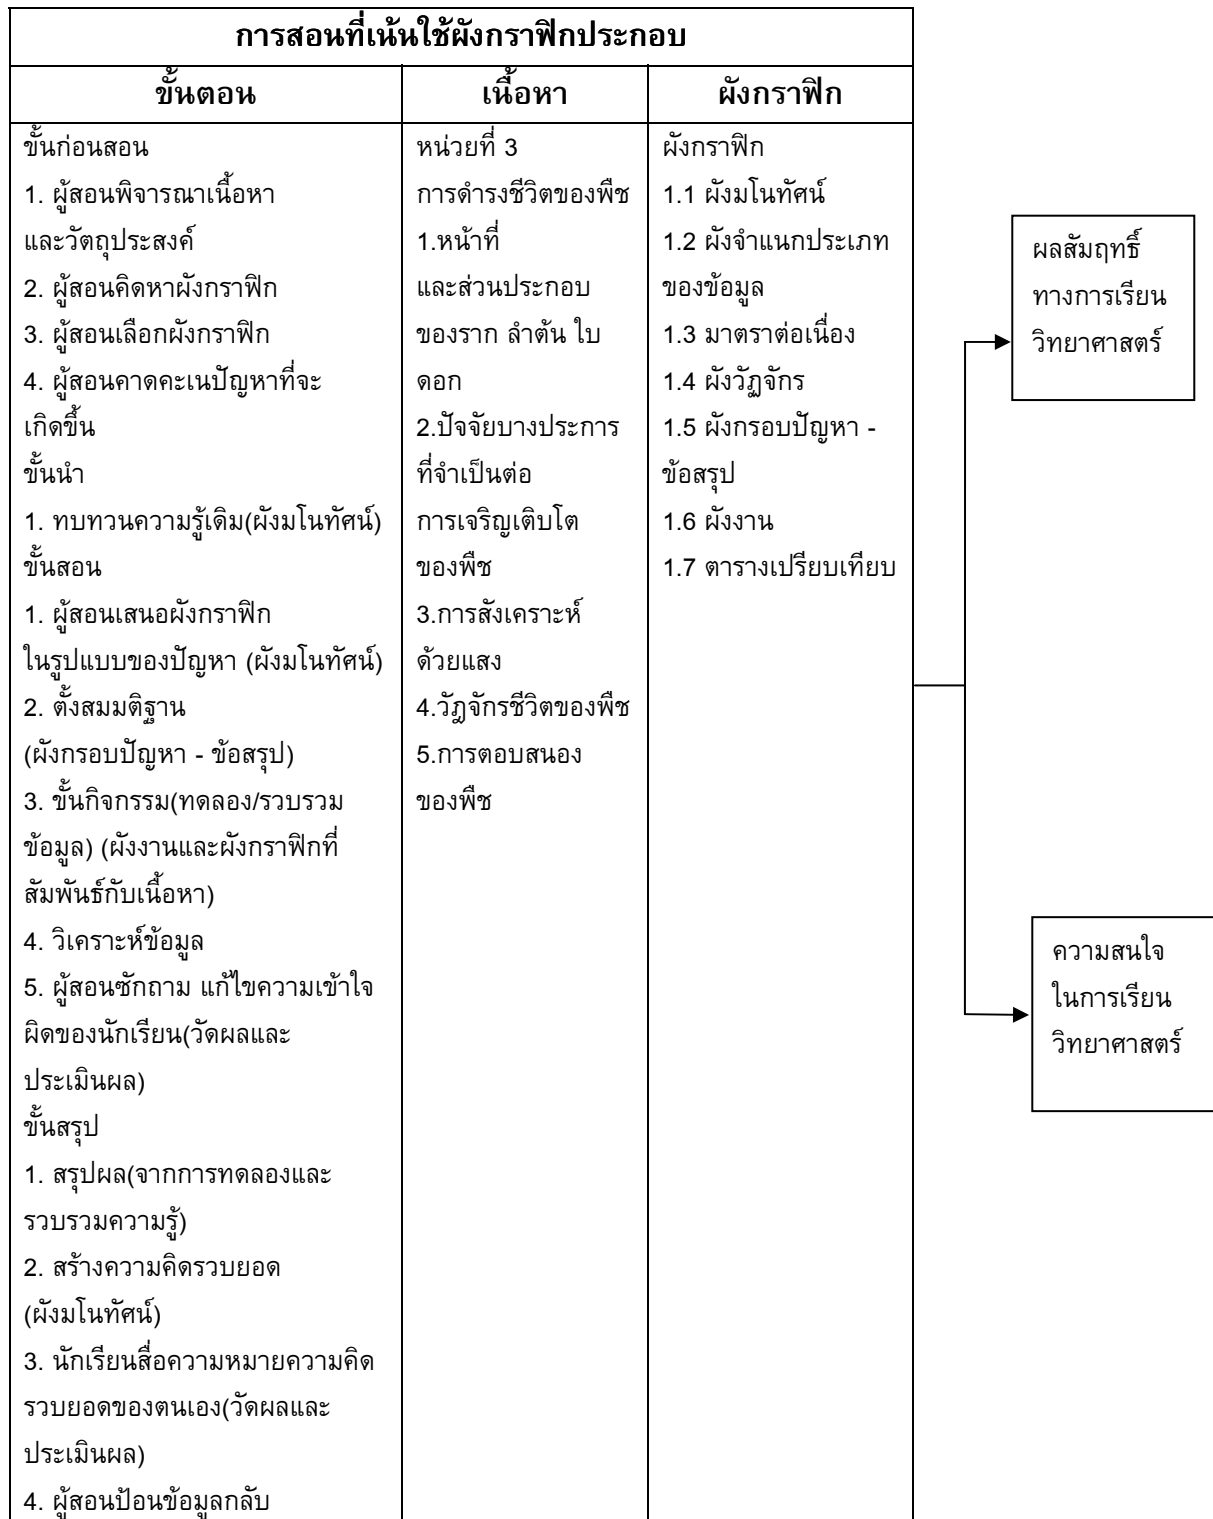 การสอนที่เน้นใช้ผังกราฟิกประกอบ
ขั้นตอน
เนื้อหา
ผังกราฟิก
ขั้นก่อนสอน
1. ผู้สอนพิจารณาเนื้อหา
และวัตถุประสงค์
2. ผู้สอนคิดหาผังกราฟิก
3. ผู้สอนเลือกผังกราฟิก
4. ผู้สอนคาดคะเนปัญหาที่จะ
เกิดขึ้น
ขั้นนำ
1. ทบทวนความรู้เดิม(ผังมโนทัศน์)
ขั้นสอน
1. ผู้สอนเสนอผังกราฟิก
ในรูปแบบของปัญหา (ผังมโนทัศน์)
2. ตั้งสมมติฐาน
(ผังกรอบปัญหา - ข้อสรุป)
3. ขั้นกิจกรรม(ทดลอง/รวบรวม
ข้อมูล) (ผังงานและผังกราฟิกที่
สัมพันธ์กับเนื้อหา)
4. วิเคราะห์ข้อมูล
5. ผู้สอนซักถาม แก้ไขความเข้าใจ
ผิดของนักเรียน(วัดผลและ
ประเมินผล)
ขั้นสรุป
1. สรุปผล(จากการทดลองและ
รวบรวมความรู้)
2. สร้างความคิดรวบยอด
(ผังมโนทัศน์)
3. นักเรียนสื่อความหมายความคิด
รวบยอดของตนเอง(วัดผลและ
ประเมินผล)
4. ผู้สอนป้อนข้อมูลกลับ
หน่วยที่ 3
การดำรงชีวิตของพืช
1.หน้าที่
และส่วนประกอบ
ของราก ลำต้น ใบ
ดอก
2.ปัจจัยบางประการ
ที่จำเป็นต่อ
การเจริญเติบโต
ของพืช
3.การสังเคราะห์
ด้วยแสง
4.วัฎจักรชีวิตของพืช
5.การตอบสนอง
ของพืช
ผังกราฟิก
1.1 ผังมโนทัศน์
1.2 ผังจำแนกประเภท
ของข้อมูล
1.3 มาตราต่อเนื่อง
1.4 ผังวัฏจักร
1.5 ผังกรอบปัญหา -
ข้อสรุป
1.6 ผังงาน
1.7 ตารางเปรียบเทียบ
ผลสัมฤทธิ์
ทางการเรียน
วิทยาศาสตร์
ความสนใจ
ในการเรียน
วิทยาศาสตร์